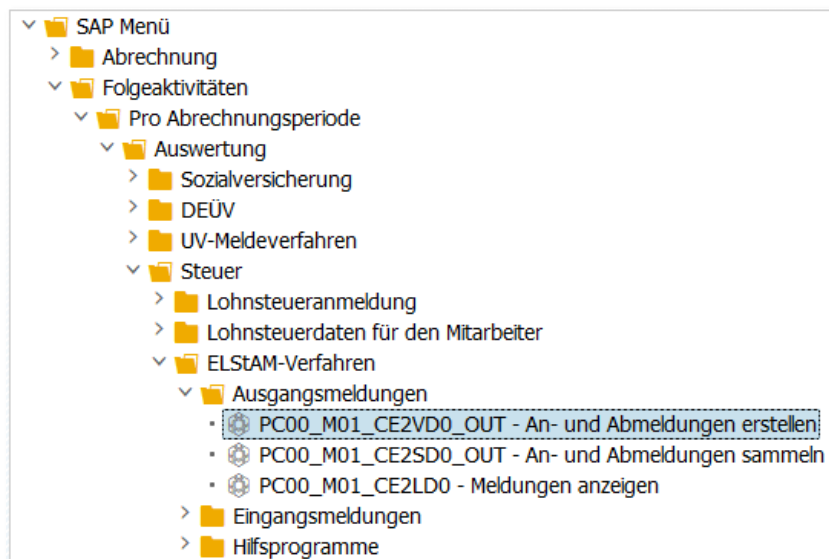 SAP Menü
Abrechnung
Folgeaktivitäten
Pro Abrechnungsperiode
Auswertung
Sozialversicherung
DEÜV
UV-Meldeverfahren
Steuer
Lohnsteueranmeldung
Lohnsteuerdaten für den Mitarbeiter
ELStAM-Verfahren
Ausgangsmeldungen
PC00_M01_CE2VD0_OUT - An- und Abmeldungen erstellen
PC00_M01_CE2SD0_OUT - An- und Abmeldungen sammeln
PC00_M01_CE2LD0 - Meldungen anzeigen
Eingangsmeldungen
Hilfsprogramme